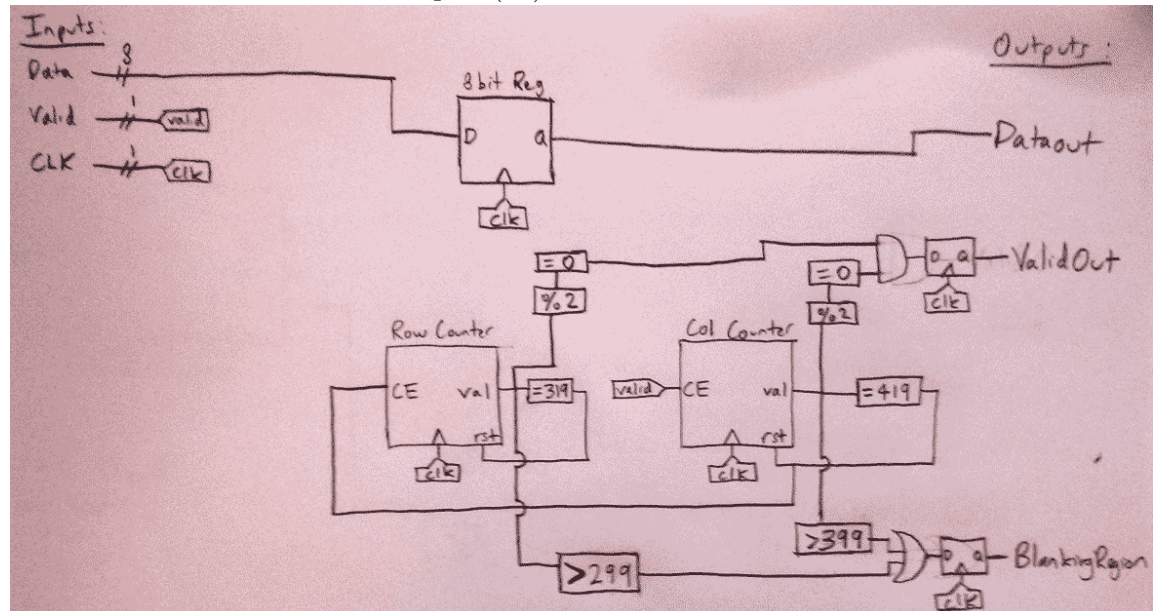 Inputs:
Outputs:
Data 8
8bit Reg
D Q
clk
Dataout
Valid 1 valid
CLK 1 clk
= 0
%2
= 0
%2
D Q
clk
ValidOut
Row Counter
CE val
rst
clk
=319
Col Counter
valid
CE val
rst
clk
=419
>299
>399
D Q
clk
BlankingRegion